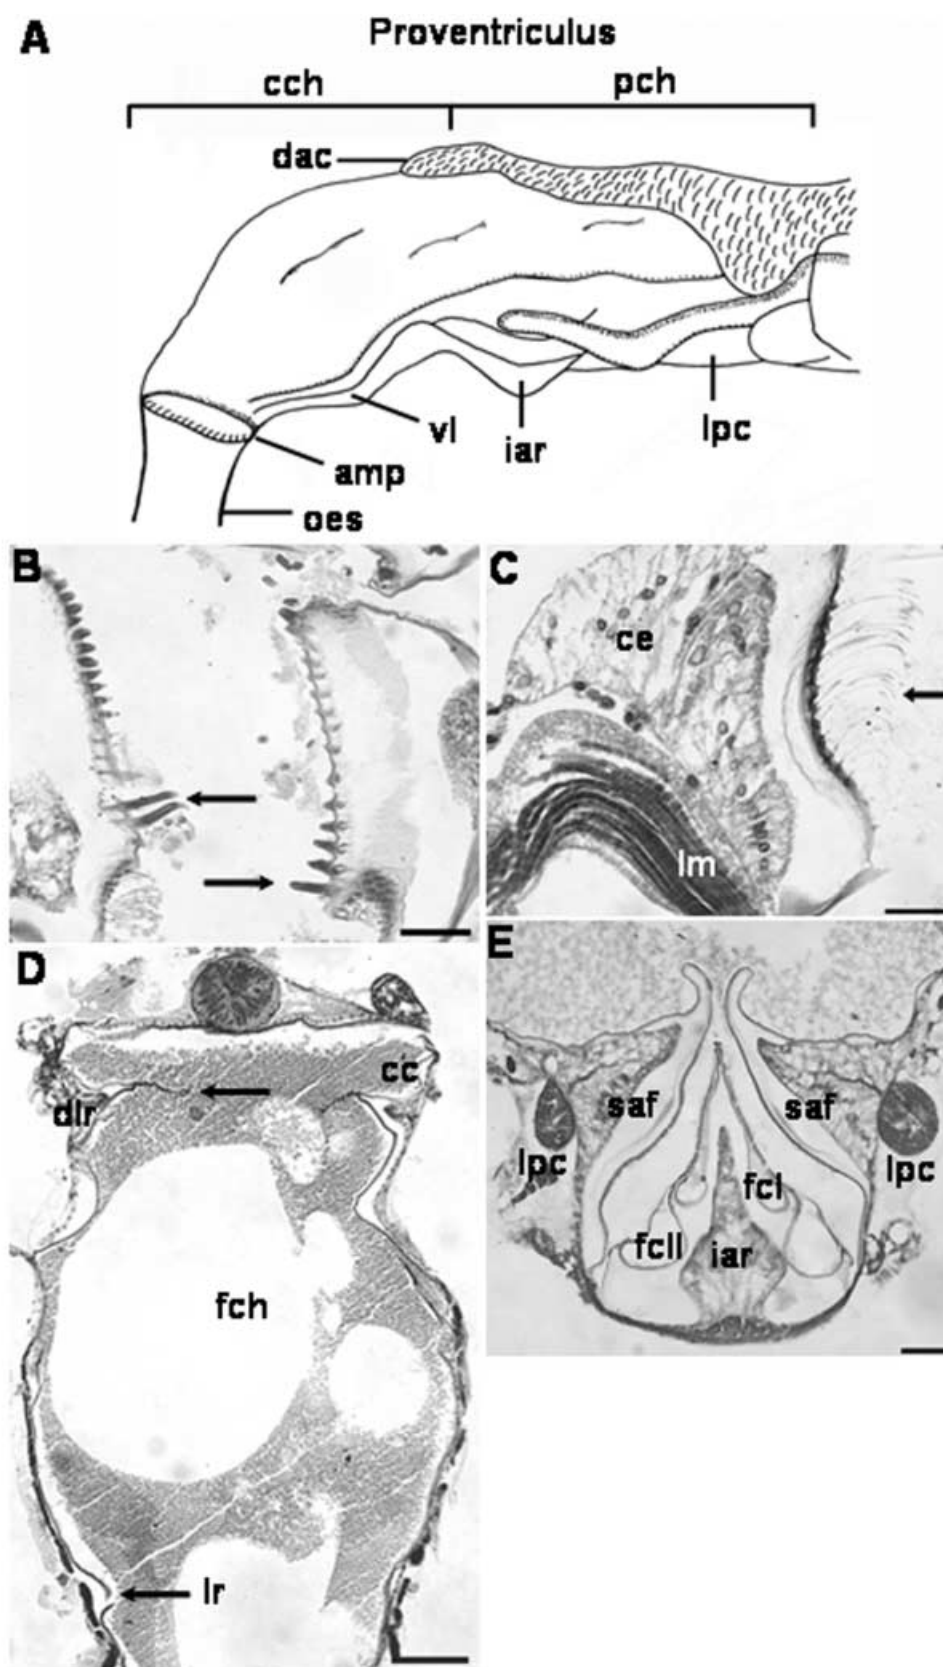 A
Proventriculus
cch pch
dac
vl
iar
lpc
amp
oes
B
C
ce
lm
D
cc
dlr
fch
lr
E
saf saf
lpc lpc
fcI
fcII
iar